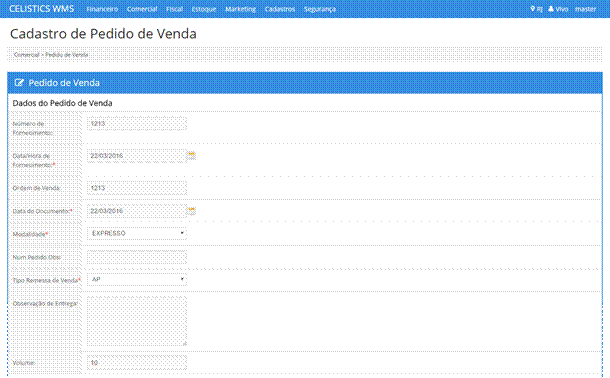 CELISTICS WMS Financeiro Comercial Fiscal Estoque Marketing Cadastros Segurança RJ Vivo master
Cadastro de Pedido de Venda
Comercial > Pedido de Venda
Pedido de Venda
Dados do Pedido de Venda
Número de Fornecimento: 1213
Data/Hora de Fornecimento:* 22/03/2016
Ordem de Venda: 1213
Data do Documento:* 22/03/2016
Modalidade* EXPRESSO
Num Pedido Obs:
Tipo Remessa de Venda* AP
Observação de Entrega:
Volume: 10